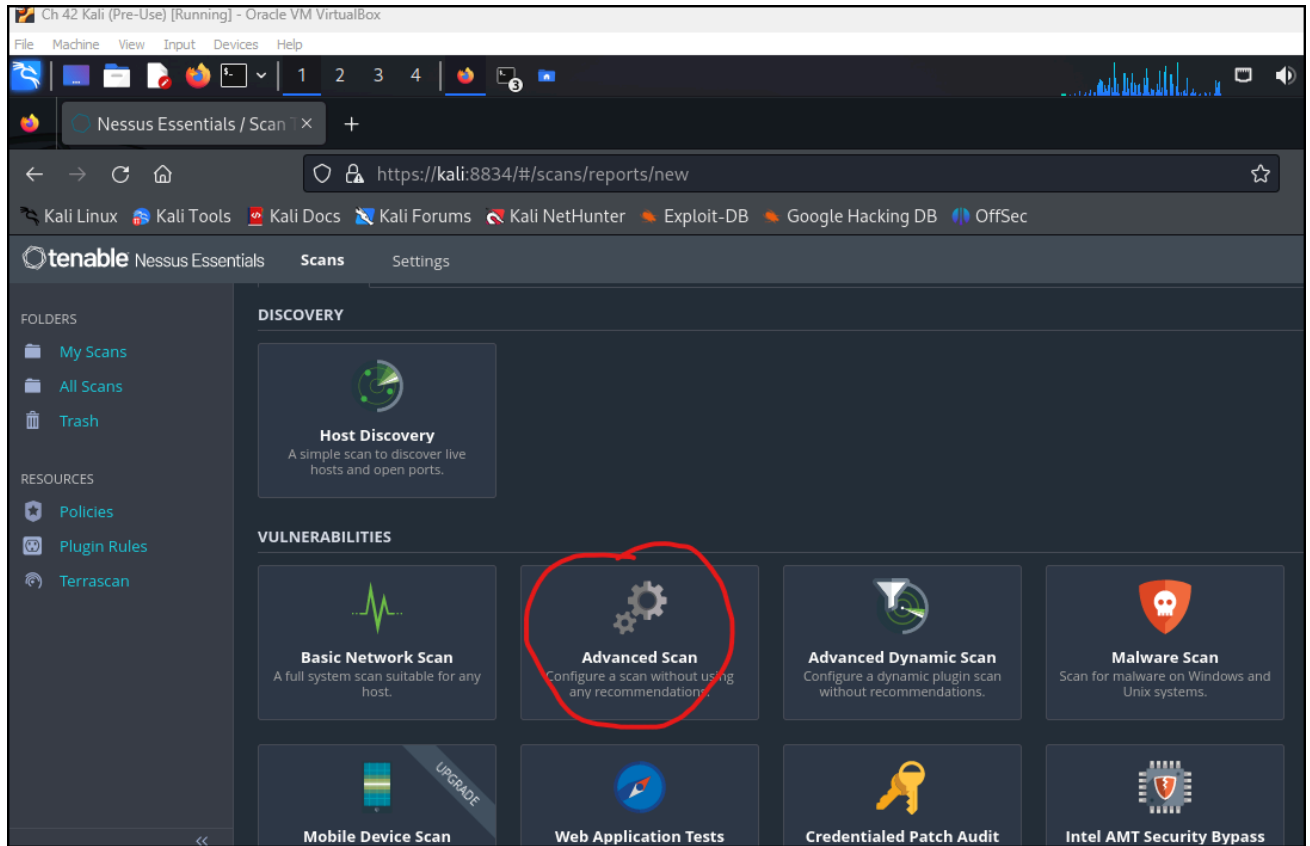 Ch 42 Kali (Pre-Use) [Running] - Oracle VM VirtualBox
File Machine View Input Devices Help
1 2 3 4 3
Nessus Essentials / Scan T
https://kali:8834/#/scans/reports/new
Kali Linux Kali Tools Kali Docs Kali Forums Kali NetHunter Exploit-DB Google Hacking DB OffSec
tenable Nessus Essentials Scans Settings
FOLDERS
My Scans
All Scans
Trash
RESOURCES
Policies
Plugin Rules
Terrascan
DISCOVERY
Host Discovery
A simple scan to discover live
hosts and open ports.
VULNERABILITIES
Basic Network Scan
A full system scan suitable for any
host.
Advanced Scan
Configure a scan without using
any recommendations.
Advanced Dynamic Scan
Configure a dynamic plugin scan
without recommendations.
Malware Scan
Scan for malware on Windows and
Unix systems.
UPGRADE
Mobile Device Scan
Web Application Tests
Credentialed Patch Audit
Intel AMT Security Bypass